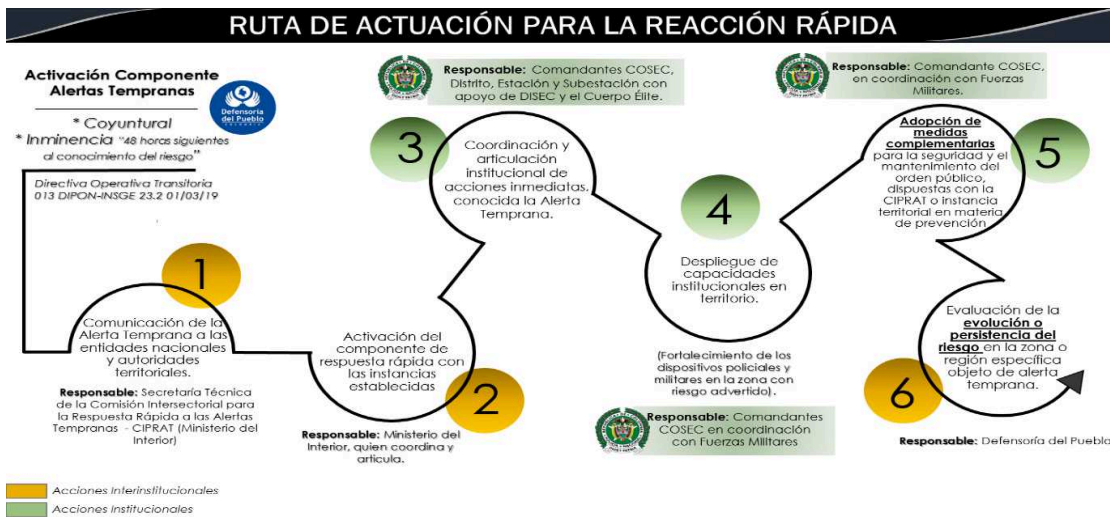 RUTA DE ACTUACIÓN PARA LA REACCIÓN RÁPIDA
Activación Componente
Alertas Tempranas
* Coyuntural
* Inminencia "48 horas siguientes
al conocimiento del riesgo"
Directiva Operativa Transitoria
013 DIPON-INSGE 23.2 01/03/19
Defensoría
del Pueblo
COLOMBIA
1
Comunicación de la
Alerta Temprana a las
entidades nacionales
y autoridades
territoriales.
Responsable: Secretaría Técnica
de la Comisión Intersectorial para
la Respuesta Rápida a las Alertas
Tempranas - CIPRAT (Ministerio del
Interior)
2
Activación del
componente de
respuesta rápida con
las instancias
establecidas
Responsable: Ministerio del
Interior, quien coordina y
articula.
Responsable: Comandantes COSEC,
Distrito, Estación y Subestación con
apoyo de DISEC y el Cuerpo Élite.
3
Coordinación y
articulación
institucional de
acciones inmediatas.
conocida la Alerta
Temprana.
4
Despliegue de
capacidades
institucionales en
territorio.
(Fortalecimiento de los
dispositivos policiales y
militares en la zona con
riesgo advertido).
Responsable: Comandantes
COSEC en coordinación
con Fuerzas Militares
Responsable: Comandante COSEC,
en coordinación con Fuerzas
Militares.
5
Adopción de
medidas
complementarias
para la seguridad y el
mantenimiento del
orden público,
dispuestas con la
CIPRAT o instancia
territorial en materia
de prevención
6
Evaluación de la
evolución o
persistencia del
riesgo en la zona o
región específica
objeto de alerta
temprana.
Responsable: Defensoría del Pueblo
Acciones Interinstitucionales
Acciones Institucionales